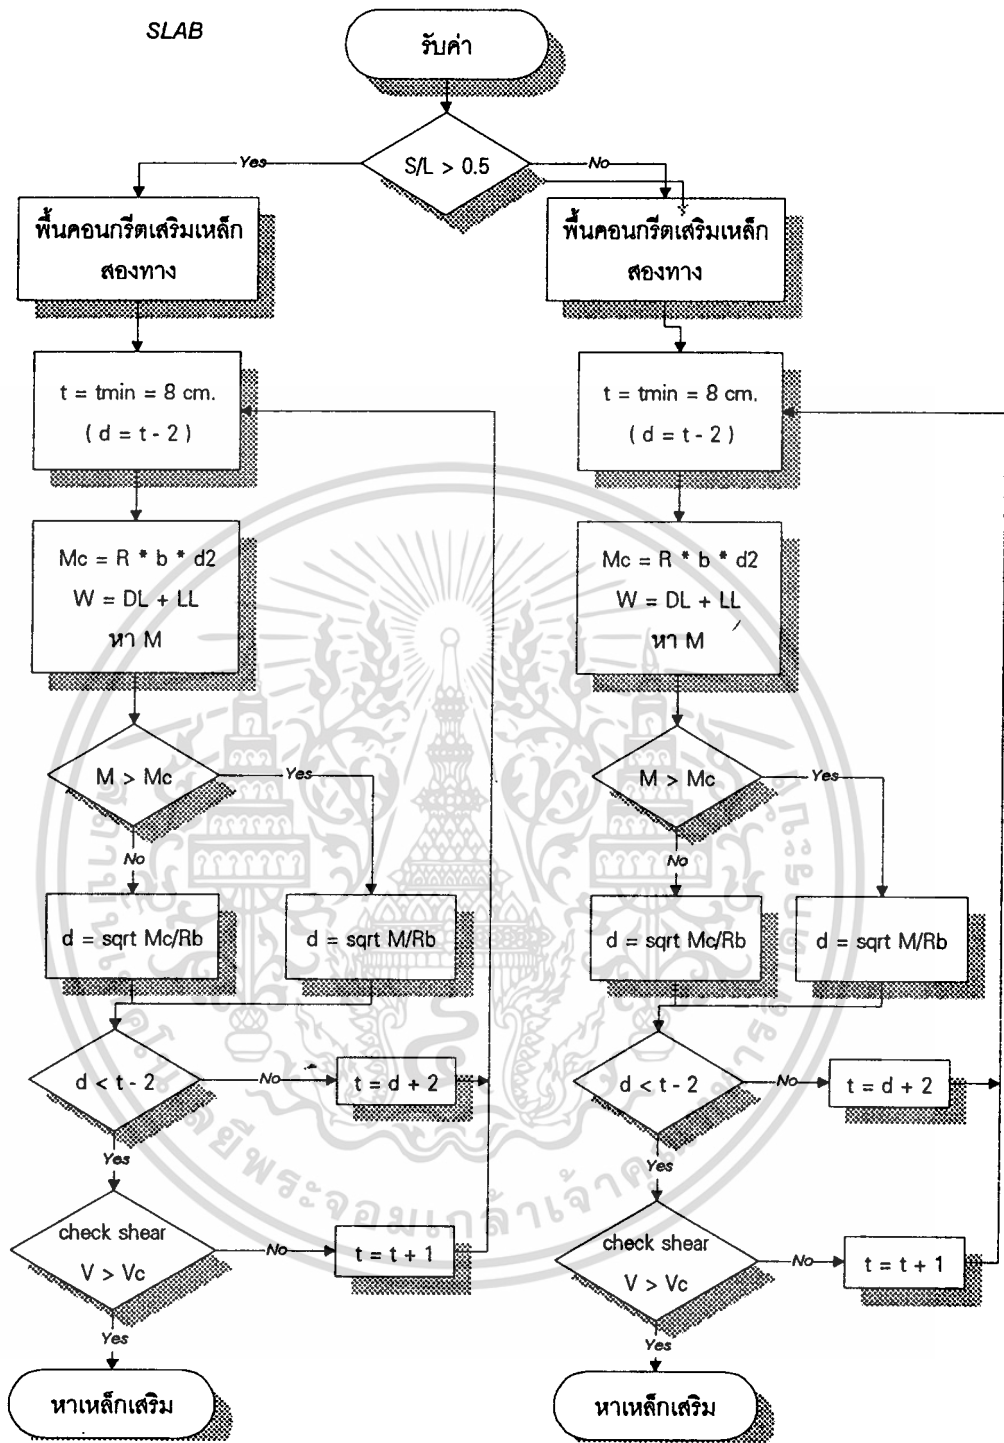 SLAB
รับค่า
S/L > 0.5
Yes
No
พื้นคอนกรีตเสริมเหล็ก
สองทาง
t = tmin = 8 cm.
( d = t - 2 )
Mc = R * b * d2
W = DL + LL
หา M
M > Mc
Yes
No
d = sqrt Mc/Rb
d = sqrt M/Rb
d < t - 2
No
t = d + 2
Yes
check shear
V > Vc
No
t = t + 1
Yes
หาเหล็กเสริม
พื้นคอนกรีตเสริมเหล็ก
สองทาง
t = tmin = 8 cm.
( d = t - 2 )
Mc = R * b * d2
W = DL + LL
หา M
M > Mc
Yes
No
d = sqrt Mc/Rb
d = sqrt M/Rb
d < t - 2
No
t = d + 2
Yes
check shear
V > Vc
No
t = t + 1
Yes
หาเหล็กเสริม